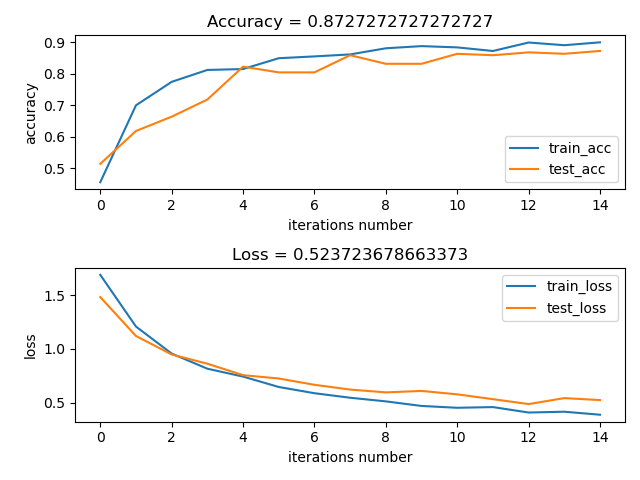 Accuracy = 0.8727272727272727
0.9
0.8
0.7
0.6
0.5
accuracy
train_acc
test_acc
0 2 4 6 8 10 12 14
iterations number
Loss = 0.523723678663373
1.5
1.0
0.5
loss
train_loss
test_loss
0 2 4 6 8 10 12 14
iterations number